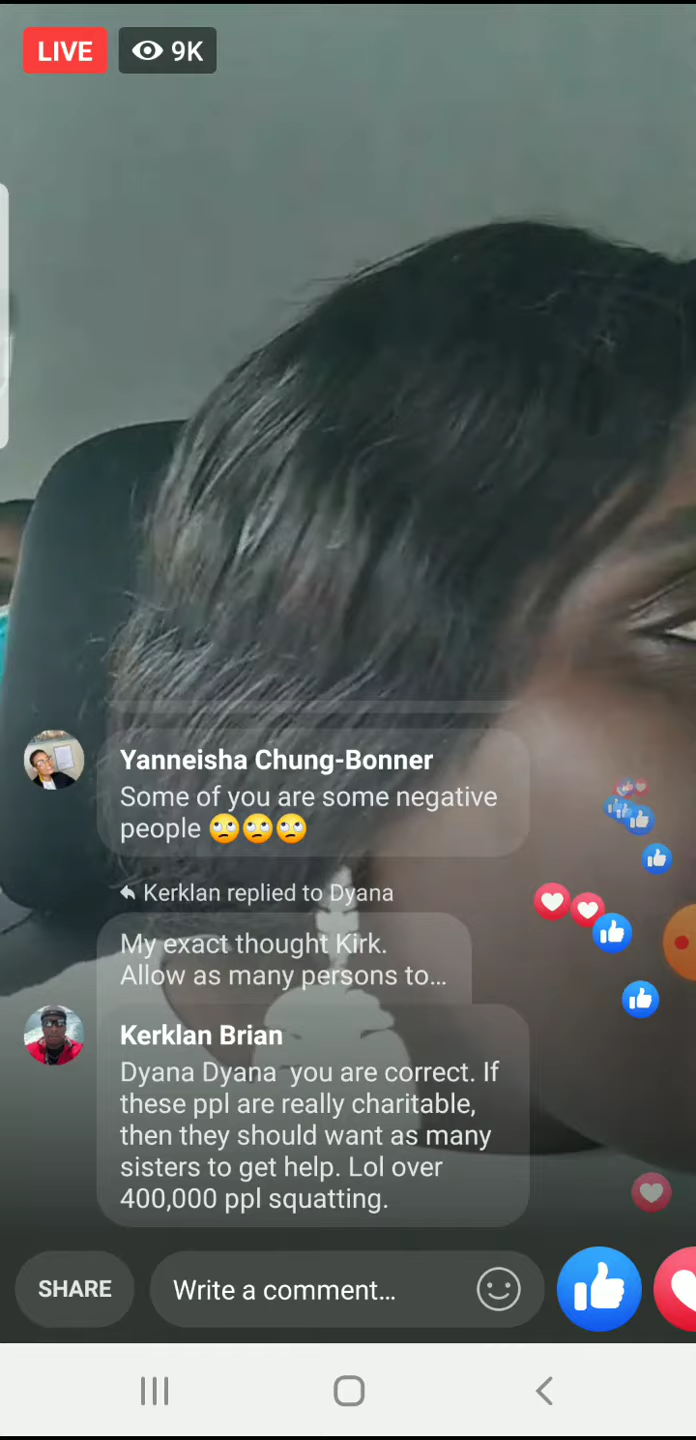 LIVE 9K
Yanneisha Chung-Bonner
Some of you are some negative
people 🙄🙄🙄
Kerklan replied to Dyana
My exact thought Kirk.
Allow as many persons to...
Kerklan Brian
Dyana Dyana you are correct. If
these ppl are really charitable,
then they should want as many
sisters to get help. Lol over
400,000 ppl squatting.
SHARE Write a comment...